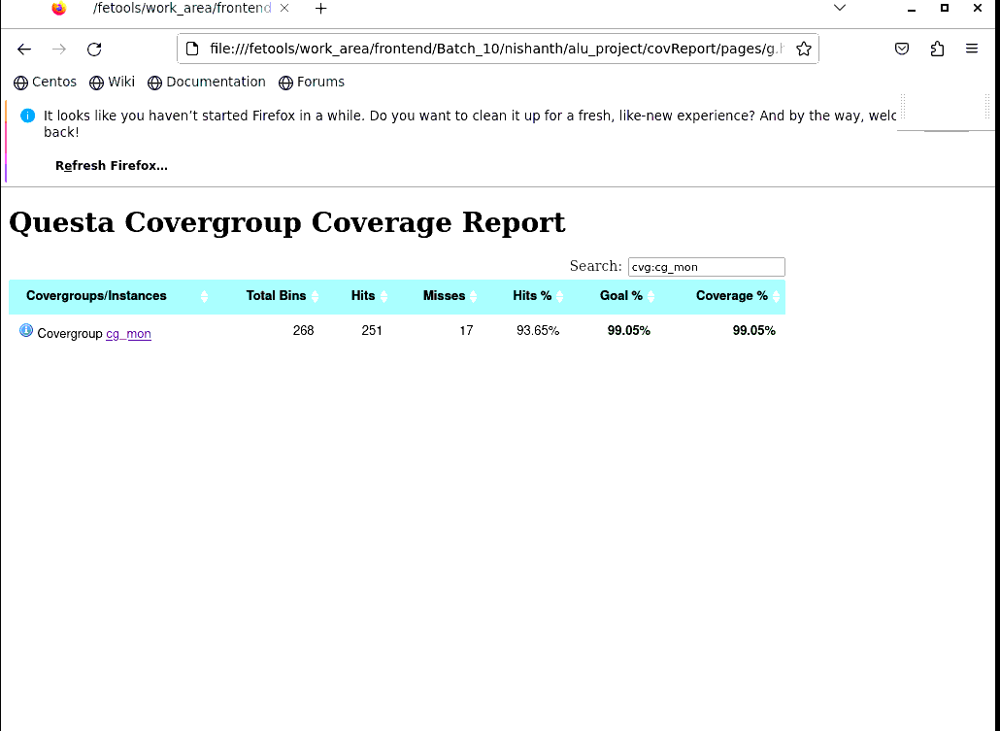 /fetools/work_area/frontend
file:///fetools/work_area/frontend/Batch_10/nishanth/alu_project/covReport/pages/g.h
Centos Wiki Documentation Forums
It looks like you haven’t started Firefox in a while. Do you want to clean it up for a fresh, like-new experience? And by the way, welc
back!
Refresh Firefox...
Questa Covergroup Coverage Report
Search: cvg:cg_mon
Covergroups/Instances Total Bins Hits Misses Hits % Goal % Coverage %
Covergroup cg_mon 268 251 17 93.65% 99.05% 99.05%